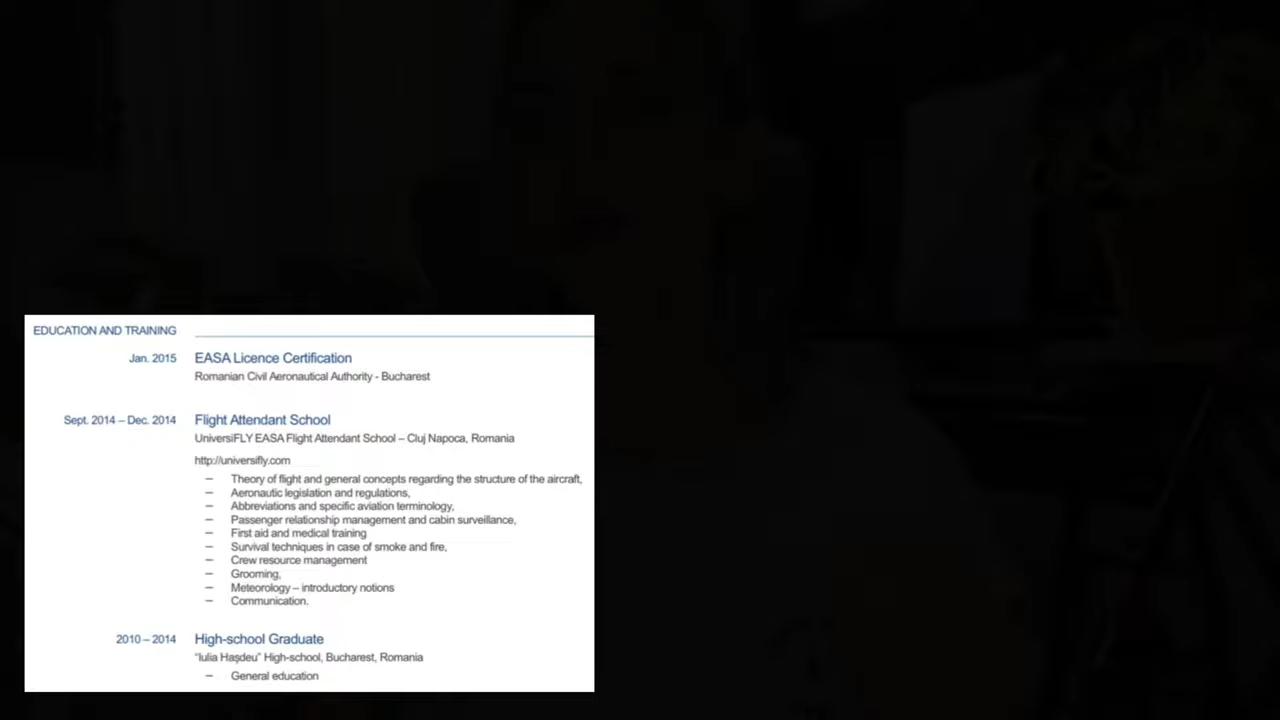 EDUCATION AND TRAINING
Jan. 2015 EASA Licence Certification
Romanian Civil Aeronautical Authority - Bucharest
Sept. 2014 – Dec. 2014 Flight Attendant School
UniversiFLY EASA Flight Attendant School – Cluj Napoca, Romania
http://universifly.com
– Theory of flight and general concepts regarding the structure of the aircraft,
– Aeronautic legislation and regulations,
– Abbreviations and specific aviation terminology,
– Passenger relationship management and cabin surveillance,
– First aid and medical training
– Survival techniques in case of smoke and fire,
– Crew resource management
– Grooming,
– Meteorology – introductory notions
– Communication.
2010 – 2014 High-school Graduate
"Iulia Haşdeu" High-school, Bucharest, Romania
– General education